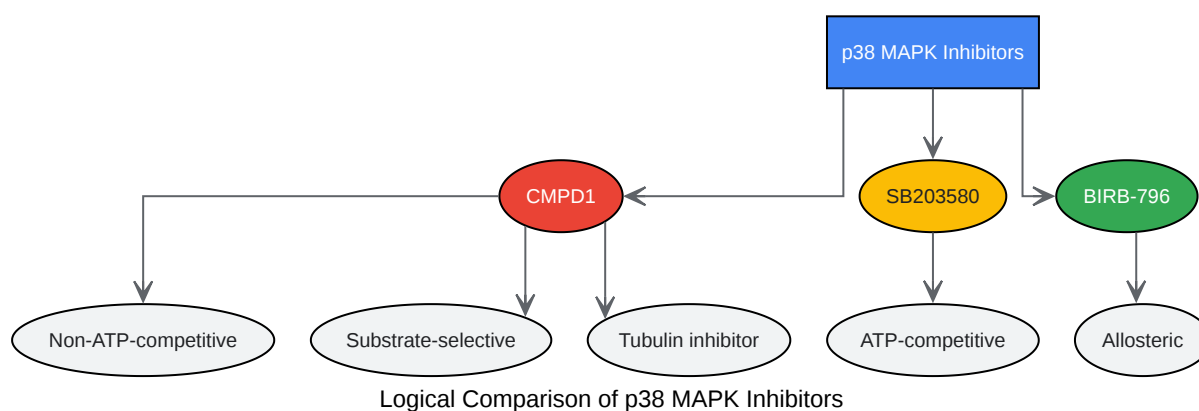 p38 MAPK Inhibitors
CMPD1
SB203580
BIRB-796
Non-ATP-competitive
Substrate-selective
Tubulin inhibitor
ATP-competitive
Allosteric
Logical Comparison of p38 MAPK Inhibitors